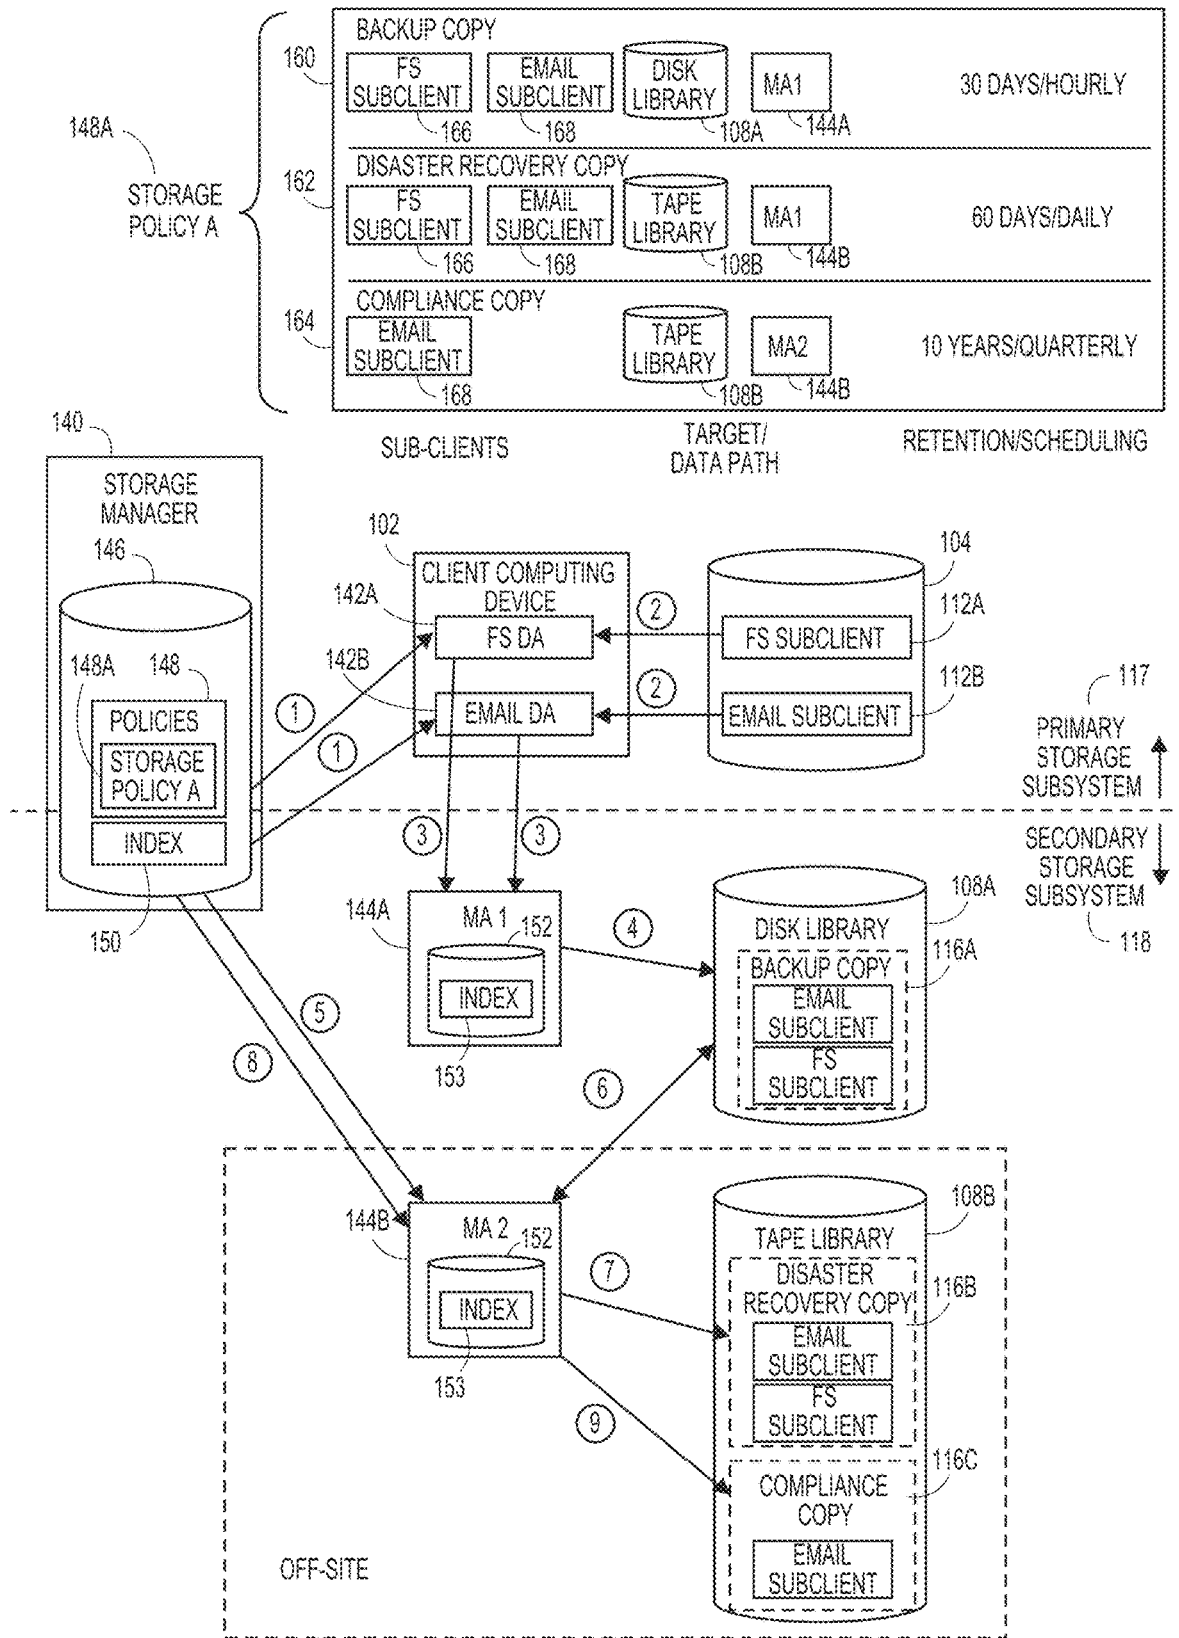 BACKUP COPY
160
FS
SUBCLIENT
166
EMAIL
SUBCLIENT
168
DISK
LIBRARY
108A
MA1
144A
30 DAYS/HOURLY
148A
STORAGE
POLICY A
DISASTER RECOVERY COPY
162
FS
SUBCLIENT
166
EMAIL
SUBCLIENT
168
TAPE
LIBRARY
108B
MA1
144B
60 DAYS/DAILY
COMPLIANCE COPY
164
EMAIL
SUBCLIENT
168
TAPE
LIBRARY
108B
MA2
144B
10 YEARS/QUARTERLY
SUB-CLIENTS
TARGET/
DATA PATH
RETENTION/SCHEDULING
140
STORAGE
MANAGER
146
148A
148
POLICIES
STORAGE
POLICY A
INDEX
150
102
CLIENT COMPUTING
DEVICE
142A
FS DA
142B
EMAIL DA
104
FS SUBCLIENT
112A
EMAIL SUBCLIENT
112B
1
1
2
2
117
PRIMARY
STORAGE
SUBSYSTEM
SECONDARY
STORAGE
SUBSYSTEM
118
3
3
144A
MA 1
152
INDEX
153
4
108A
DISK LIBRARY
116A
BACKUP COPY
EMAIL
SUBCLIENT
FS
SUBCLIENT
5
8
6
144B
MA 2
152
INDEX
153
7
9
108B
TAPE LIBRARY
DISASTER
RECOVERY COPY
116B
EMAIL
SUBCLIENT
FS
SUBCLIENT
116C
COMPLIANCE
COPY
EMAIL
SUBCLIENT
OFF-SITE